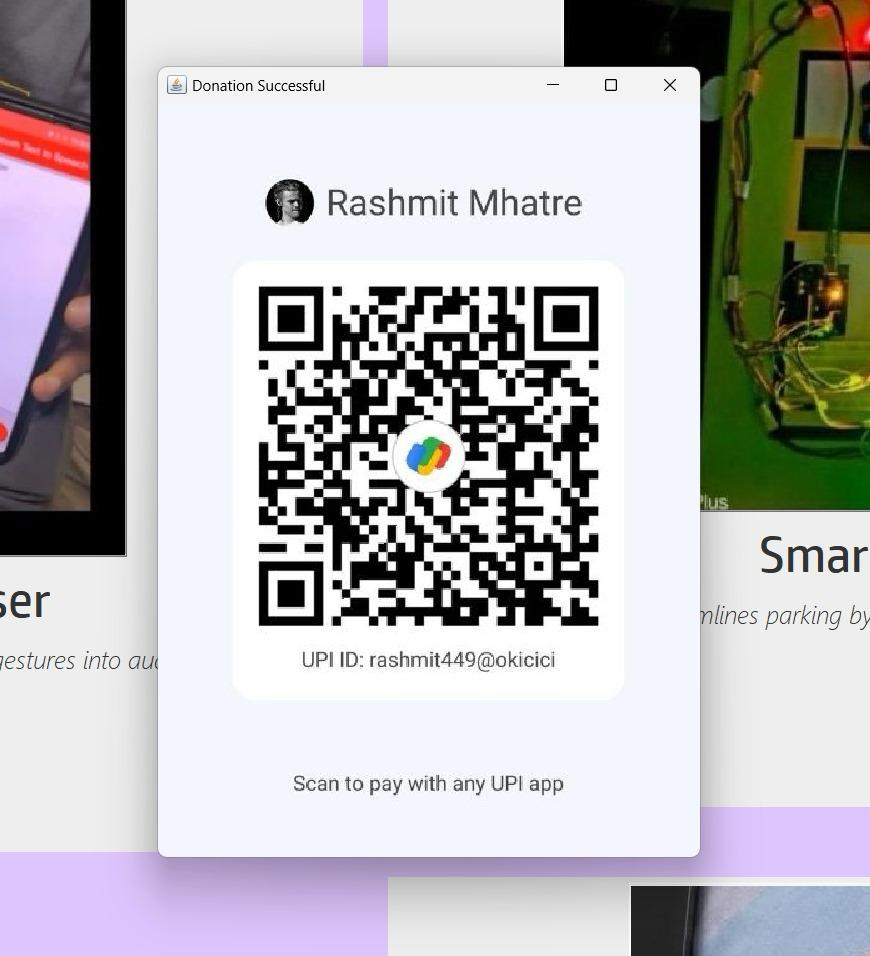 Donation Successful
Rashmit Mhatre
UPI ID: rashmit449@okicici
Scan to pay with any UPI app
Plus
ser
gestures into
Smar
mlines parking by